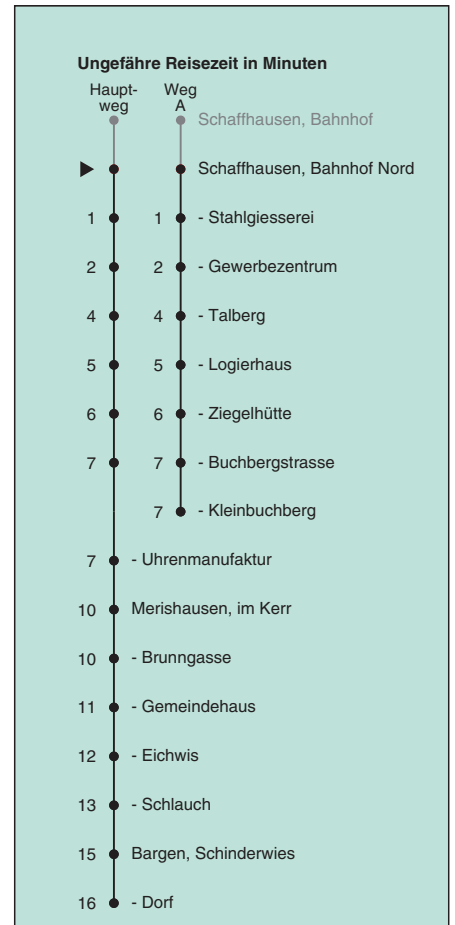 Ungefähre Reisezeit in Minuten
Haupt- Weg
weg A
Schaffhausen, Bahnhof
Schaffhausen, Bahnhof Nord
1 1 - Stahlgiesserei
2 2 - Gewerbezentrum
4 4 - Talberg
5 5 - Logierhaus
6 6 - Ziegelhütte
7 7 - Buchbergstrasse
7 - Kleinbuchberg
7 - Uhrenmanufaktur
10 Merishausen, im Kerr
10 - Brunngasse
11 - Gemeindehaus
12 - Eichwis
13 - Schlauch
15 Bargen, Schinderwies
16 - Dorf